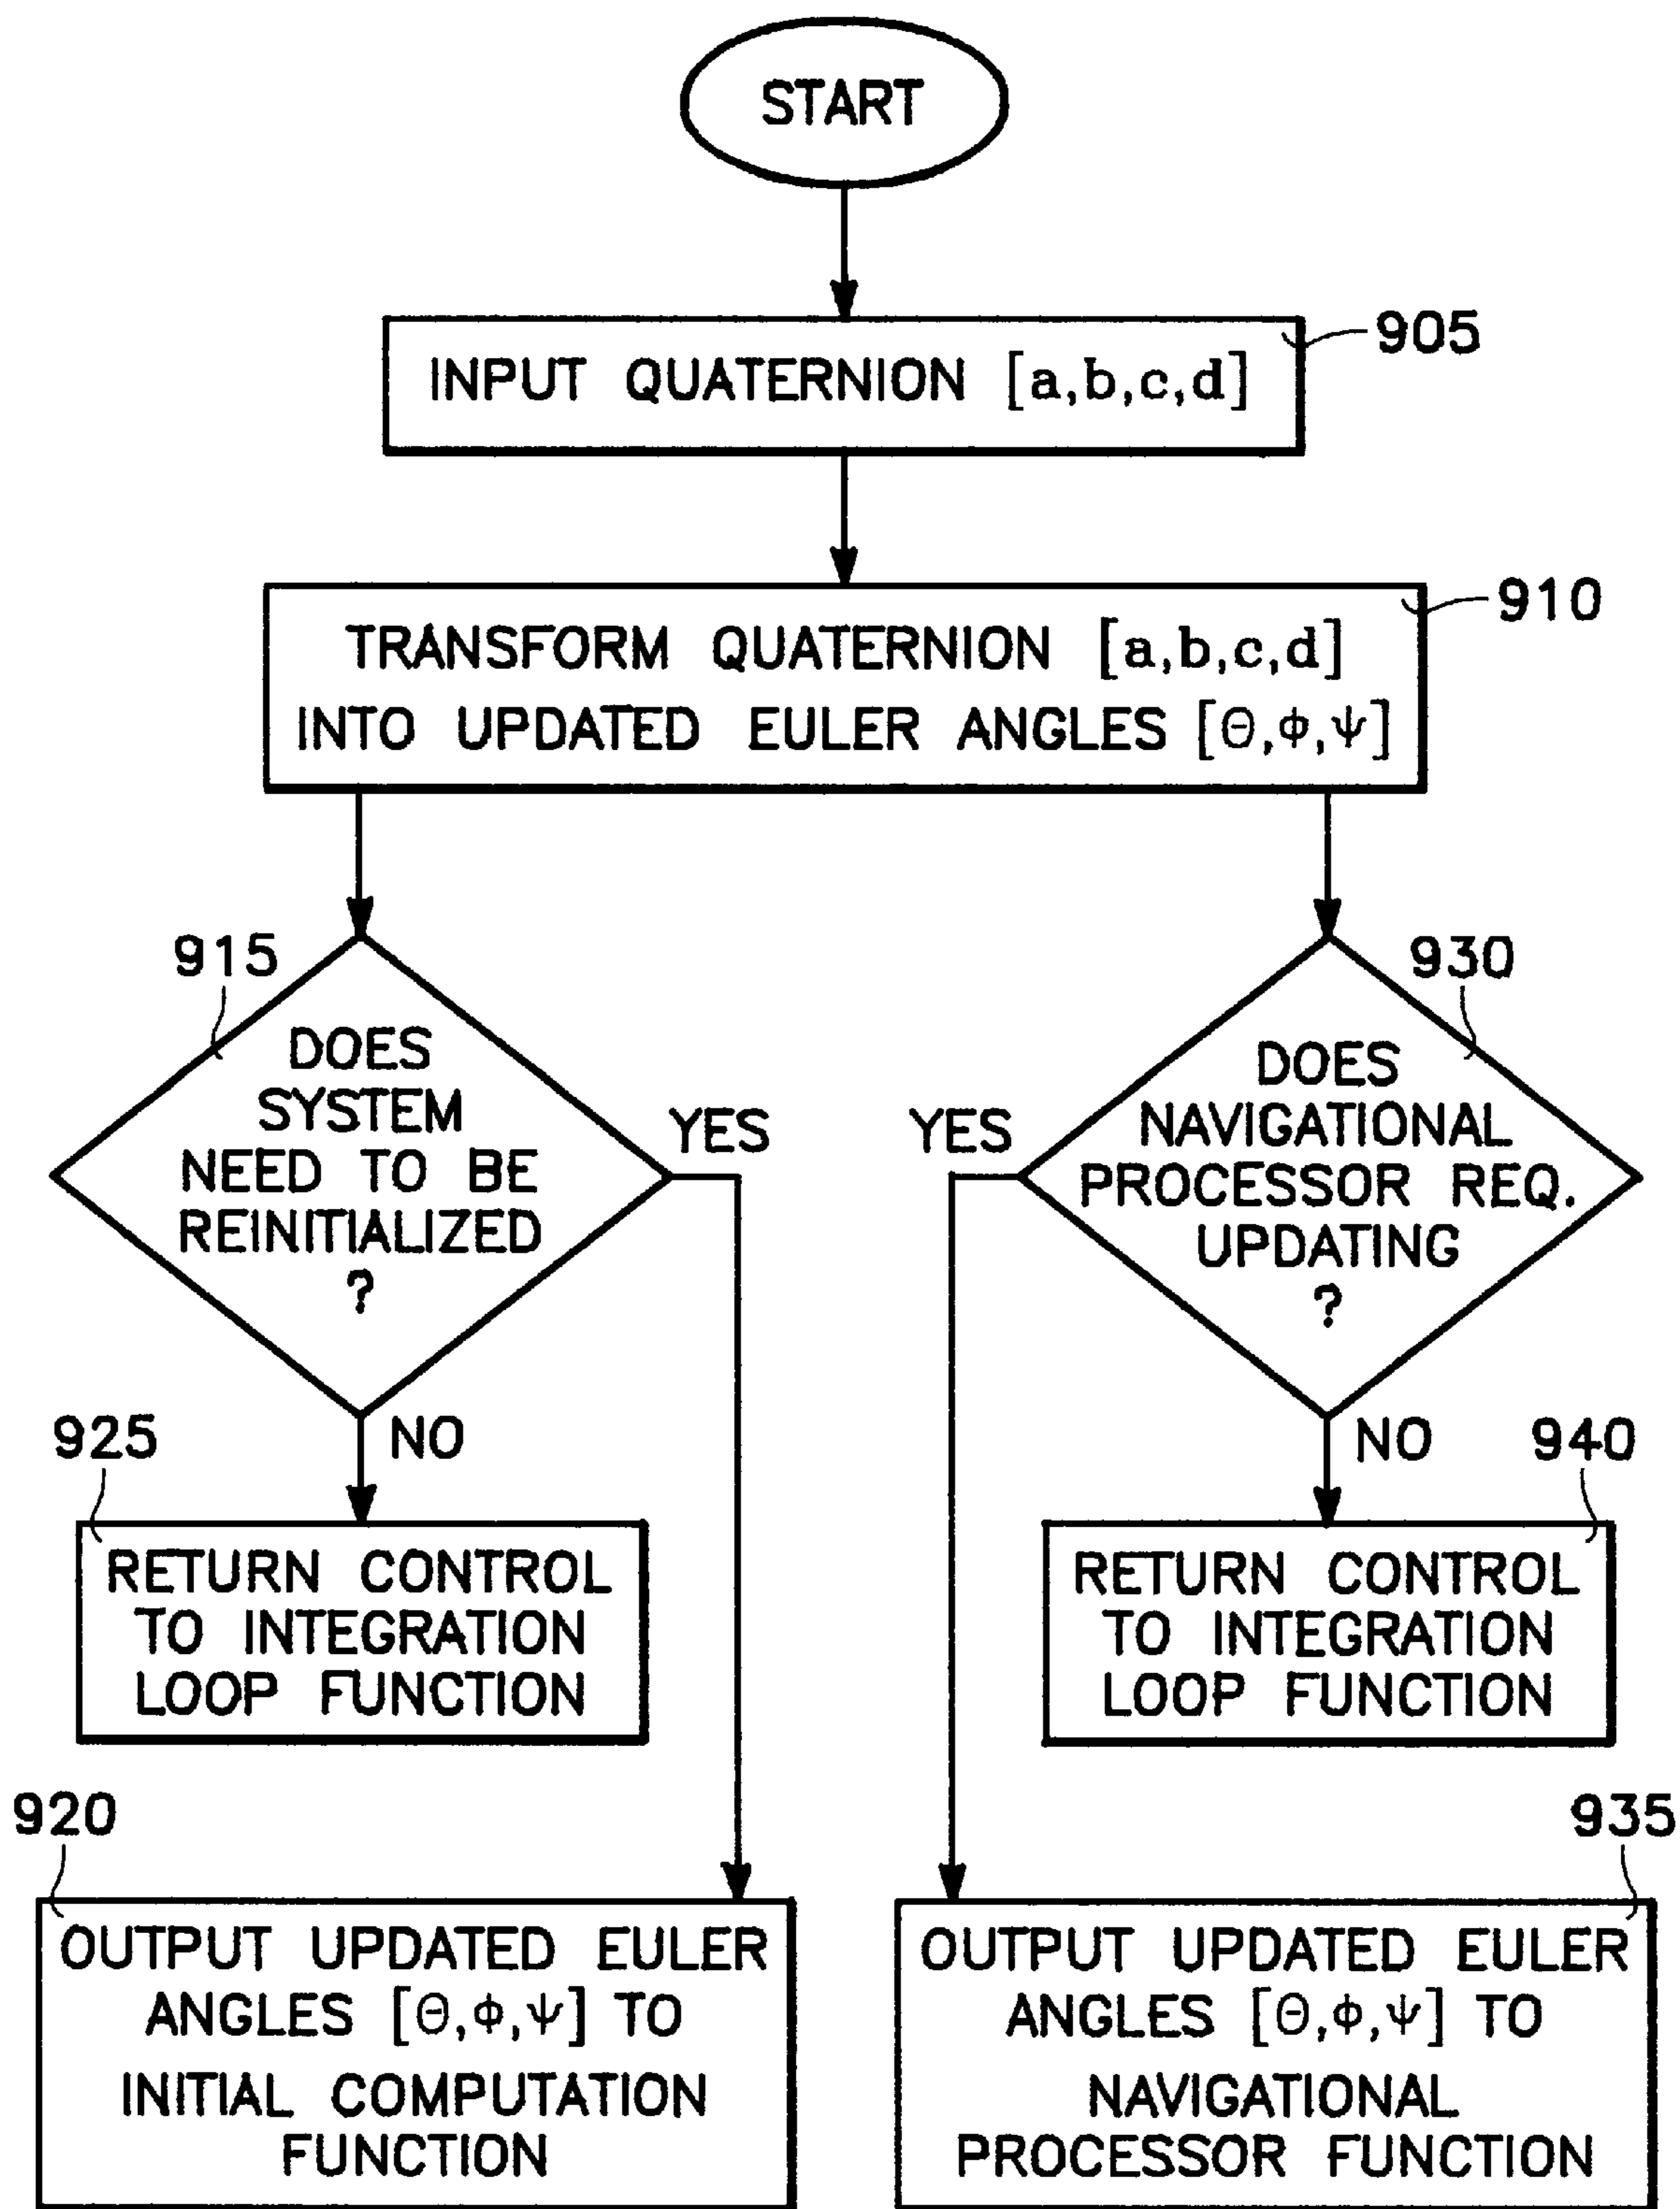 START
905
INPUT QUATERNION [a,b,c,d]
910
TRANSFORM QUATERNION [a,b,c,d]
INTO UPDATED EULER ANGLES [Θ,ϕ,ψ]
915
DOES
SYSTEM
NEED TO BE
REINITIALIZED
?
YES
NO
930
DOES
NAVIGATIONAL
PROCESSOR REQ.
UPDATING
?
YES
NO
925
RETURN CONTROL
TO INTEGRATION
LOOP FUNCTION
940
RETURN CONTROL
TO INTEGRATION
LOOP FUNCTION
920
OUTPUT UPDATED EULER
ANGLES [Θ,ϕ,ψ] TO
INITIAL COMPUTATION
FUNCTION
935
OUTPUT UPDATED EULER
ANGLES [Θ,ϕ,ψ] TO
NAVIGATIONAL
PROCESSOR FUNCTION